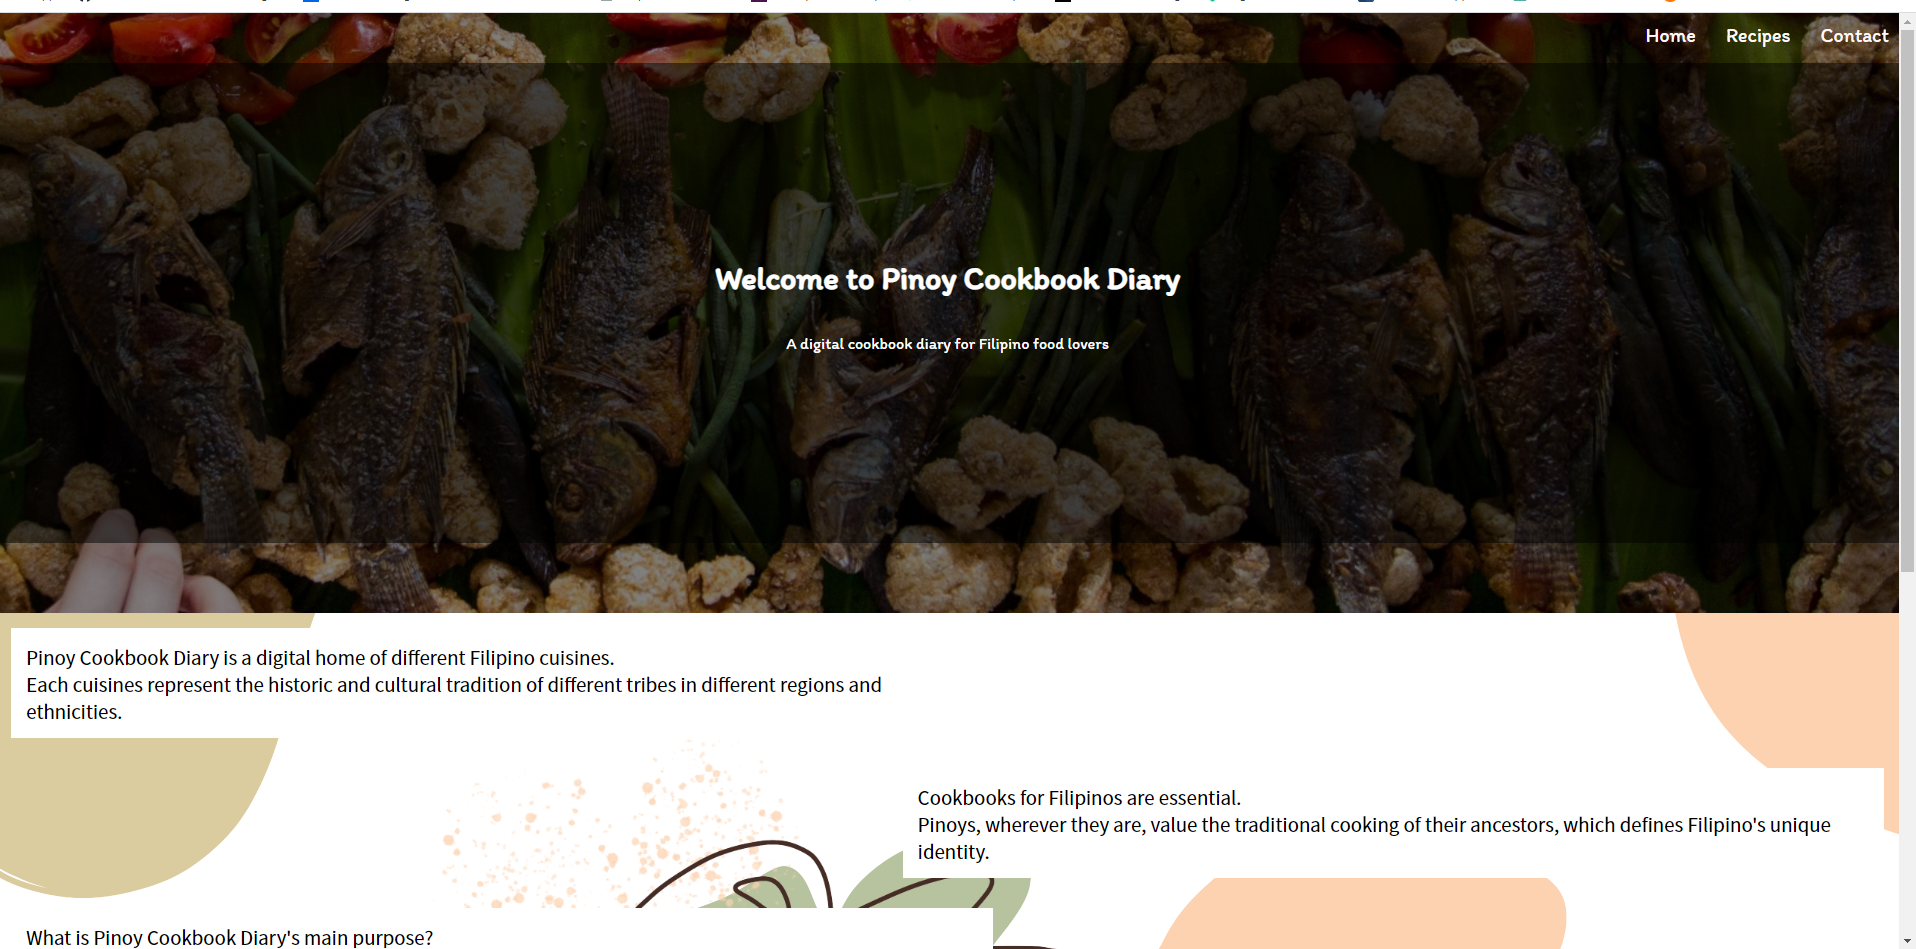 Home Recipes Contact
Welcome to Pinoy Cookbook Diary
A digital cookbook diary for Filipino food lovers
Pinoy Cookbook Diary is a digital home of different Filipino cuisines.
Each cuisines represent the historic and cultural tradition of different tribes in different regions and
ethnicities.
Cookbooks for Filipinos are essential.
Pinoys, wherever they are, value the traditional cooking of their ancestors, which defines Filipino's unique
identity.
What is Pinoy Cookbook Diary's main purpose?